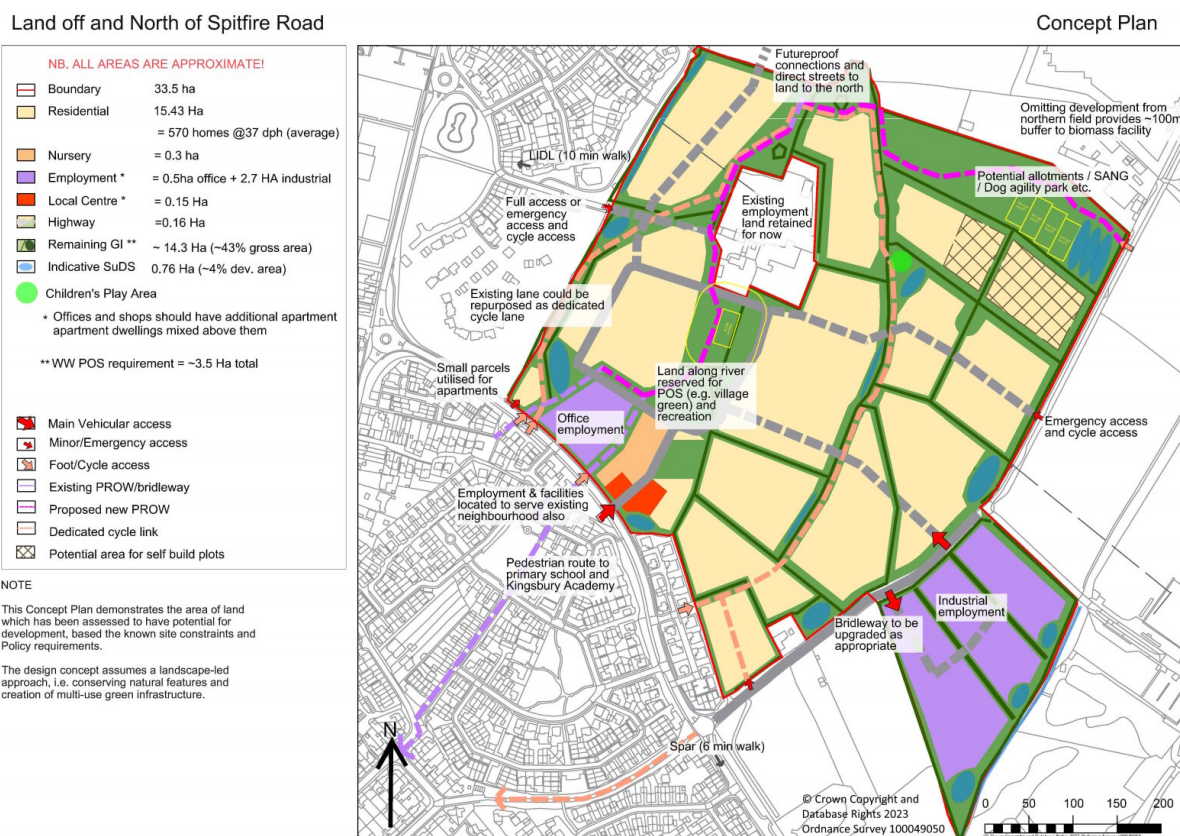 Land off and North of Spitfire Road
Concept Plan
NB. ALL AREAS ARE APPROXIMATE!
Boundary 33.5 ha
Residential 15.43 Ha
= 570 homes @37 dph (average)
Nursery = 0.3 ha
Employment * = 0.5ha office + 2.7 HA industrial
Local Centre * = 0.15 Ha
Highway =0.16 Ha
Remaining GI ** ~ 14.3 Ha (~43% gross area)
Indicative SuDS 0.76 Ha (~4% dev. area)
Children's Play Area
* Offices and shops should have additional apartment
apartment dwellings mixed above them
** WW POS requirement = ~3.5 Ha total
Main Vehicular access
Minor/Emergency access
Foot/Cycle access
Existing PROW/bridleway
Proposed new PROW
Dedicated cycle link
Potential area for self build plots
NOTE
This Concept Plan demonstrates the area of land
which has been assessed to have potential for
development, based the known site constraints and
Policy requirements.
The design concept assumes a landscape-led
approach, i.e. conserving natural features and
creation of multi-use green infrastructure.
Futureproof
connections and
direct streets to
land to the north
Omitting development from
northern field provides ~100m
buffer to biomass facility
LIDL (10 min walk)
Potential allotments / SANG
/ Dog agility park etc.
Full access or
emergency
access and
cycle access
Existing
employment
land retained
for now
Existing lane could be
repurposed as dedicated
cycle lane
Small parcels
utilised for
apartments
Land along river
reserved for
POS (e.g. village
green) and
recreation
Office
employment
Emergency access
and cycle access
Employment & facilities
located to serve existing
neighbourhood also
Pedestrian route to
primary school and
Kingsbury Academy
Industrial
employment
Bridleway to be
upgraded as
appropriate
N
Spar (6 min walk)
© Crown Copyright and
Database Rights 2023
Ordnance Survey 100049050
0 50 100 150 200